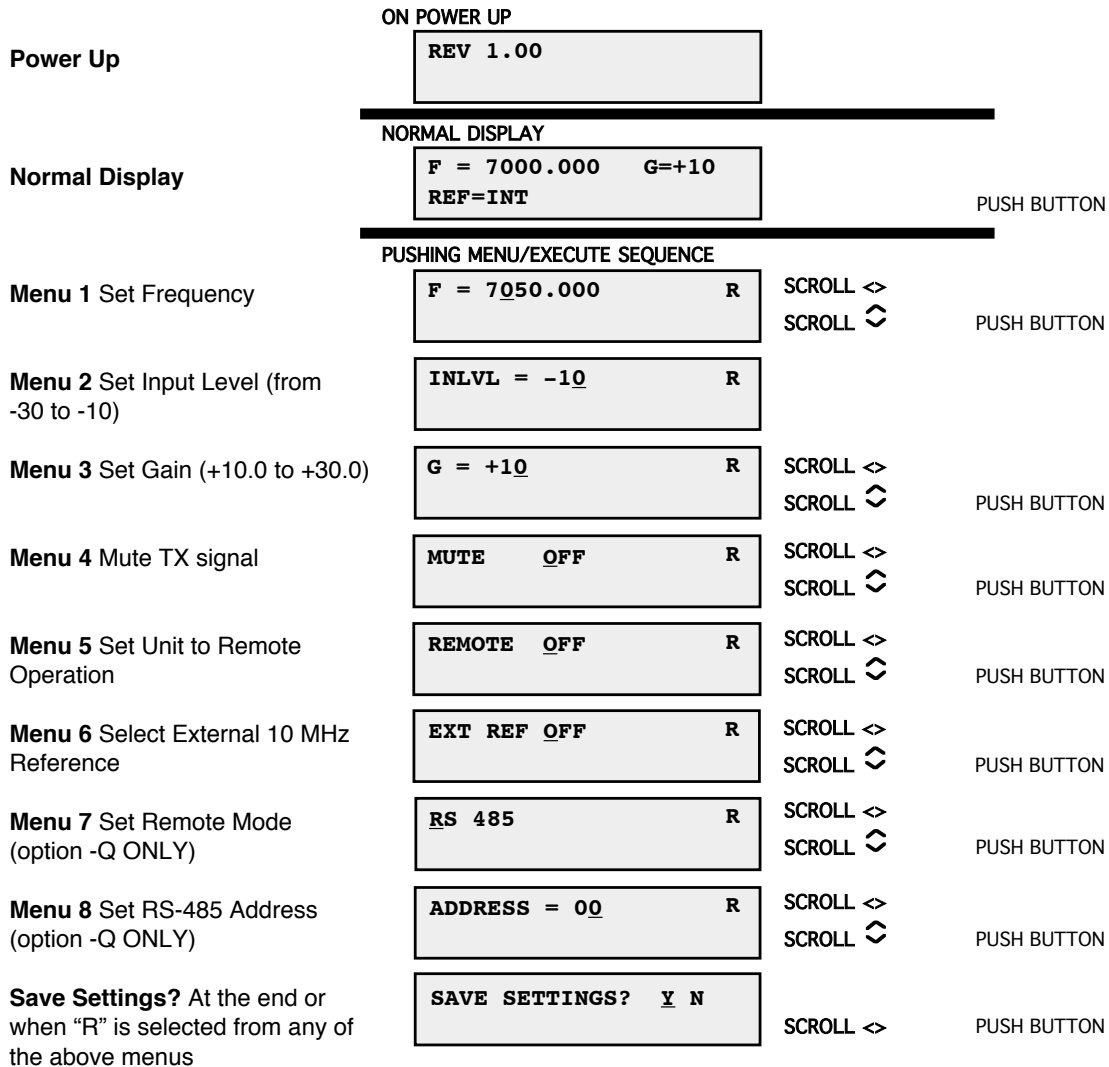 ON POWER UP
Power Up
REV 1.00
NORMAL DISPLAY
Normal Display
F = 7000.000 G=+10
REF=INT
PUSH BUTTON
PUSHING MENU/EXECUTE SEQUENCE
Menu 1 Set Frequency
F = 7050.000 R
SCROLL <>
SCROLL
PUSH BUTTON
Menu 2 Set Input Level (from
-30 to -10)
INLVL = -10 R
Menu 3 Set Gain (+10.0 to +30.0)
G = +10 R
SCROLL <>
SCROLL
PUSH BUTTON
Menu 4 Mute TX signal
MUTE OFF R
SCROLL <>
SCROLL
PUSH BUTTON
Menu 5 Set Unit to Remote
Operation
REMOTE OFF R
SCROLL <>
SCROLL
PUSH BUTTON
Menu 6 Select External 10 MHz
Reference
EXT REF OFF R
SCROLL <>
SCROLL
PUSH BUTTON
Menu 7 Set Remote Mode
(option -Q ONLY)
RS 485 R
SCROLL <>
SCROLL
PUSH BUTTON
Menu 8 Set RS-485 Address
(option -Q ONLY)
ADDRESS = 00 R
SCROLL <>
SCROLL
PUSH BUTTON
Save Settings? At the end or
when “R” is selected from any of
the above menus
SAVE SETTINGS? Y N
SCROLL <>
PUSH BUTTON